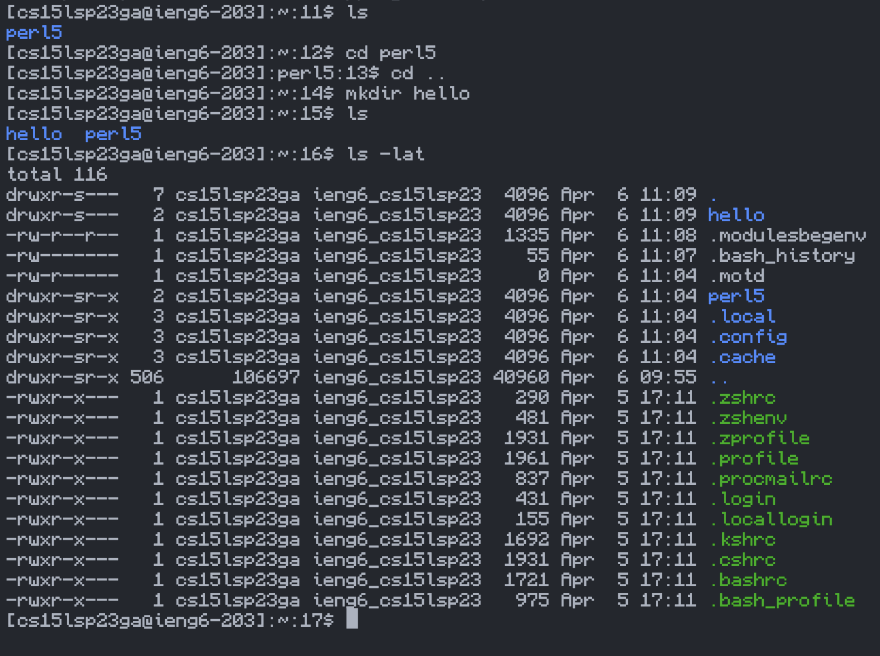 [cs15lsp23ga@ieng6-203]:~:11$ ls
perl5
[cs15lsp23ga@ieng6-203]:~:12$ cd perl5
[cs15lsp23ga@ieng6-203]:perl5:13$ cd ..
[cs15lsp23ga@ieng6-203]:~:14$ mkdir hello
[cs15lsp23ga@ieng6-203]:~:15$ ls
hello  perl5
[cs15lsp23ga@ieng6-203]:~:16$ ls -lat
total 116
drwxr-s---   7 cs15lsp23ga ieng6_cs15lsp23  4096 Apr  6 11:09 .
drwxr-s---   2 cs15lsp23ga ieng6_cs15lsp23  4096 Apr  6 11:09 hello
-rw-r--r--   1 cs15lsp23ga ieng6_cs15lsp23  1335 Apr  6 11:08 .modulesbegenv
-rw-------   1 cs15lsp23ga ieng6_cs15lsp23    55 Apr  6 11:07 .bash_history
-rw-r-----   1 cs15lsp23ga ieng6_cs15lsp23     0 Apr  6 11:04 .motd
drwxr-sr-x   2 cs15lsp23ga ieng6_cs15lsp23  4096 Apr  6 11:04 perl5
drwxr-sr-x   3 cs15lsp23ga ieng6_cs15lsp23  4096 Apr  6 11:04 .local
drwxr-sr-x   3 cs15lsp23ga ieng6_cs15lsp23  4096 Apr  6 11:04 .config
drwxr-sr-x   3 cs15lsp23ga ieng6_cs15lsp23  4096 Apr  6 11:04 .cache
drwxr-sr-x 506      106697 ieng6_cs15lsp23 40960 Apr  6 09:55 ..
-rwxr-x---   1 cs15lsp23ga ieng6_cs15lsp23   290 Apr  5 17:11 .zshrc
-rwxr-x---   1 cs15lsp23ga ieng6_cs15lsp23   481 Apr  5 17:11 .zshenv
-rwxr-x---   1 cs15lsp23ga ieng6_cs15lsp23  1931 Apr  5 17:11 .zprofile
-rwxr-x---   1 cs15lsp23ga ieng6_cs15lsp23  1961 Apr  5 17:11 .profile
-rwxr-x---   1 cs15lsp23ga ieng6_cs15lsp23   837 Apr  5 17:11 .procmailrc
-rwxr-x---   1 cs15lsp23ga ieng6_cs15lsp23   431 Apr  5 17:11 .login
-rwxr-x---   1 cs15lsp23ga ieng6_cs15lsp23   155 Apr  5 17:11 .locallogin
-rwxr-x---   1 cs15lsp23ga ieng6_cs15lsp23  1692 Apr  5 17:11 .kshrc
-rwxr-x---   1 cs15lsp23ga ieng6_cs15lsp23  1931 Apr  5 17:11 .cshrc
-rwxr-x---   1 cs15lsp23ga ieng6_cs15lsp23  1721 Apr  5 17:11 .bashrc
-rwxr-x---   1 cs15lsp23ga ieng6_cs15lsp23   975 Apr  5 17:11 .bash_profile
[cs15lsp23ga@ieng6-203]:~:17$